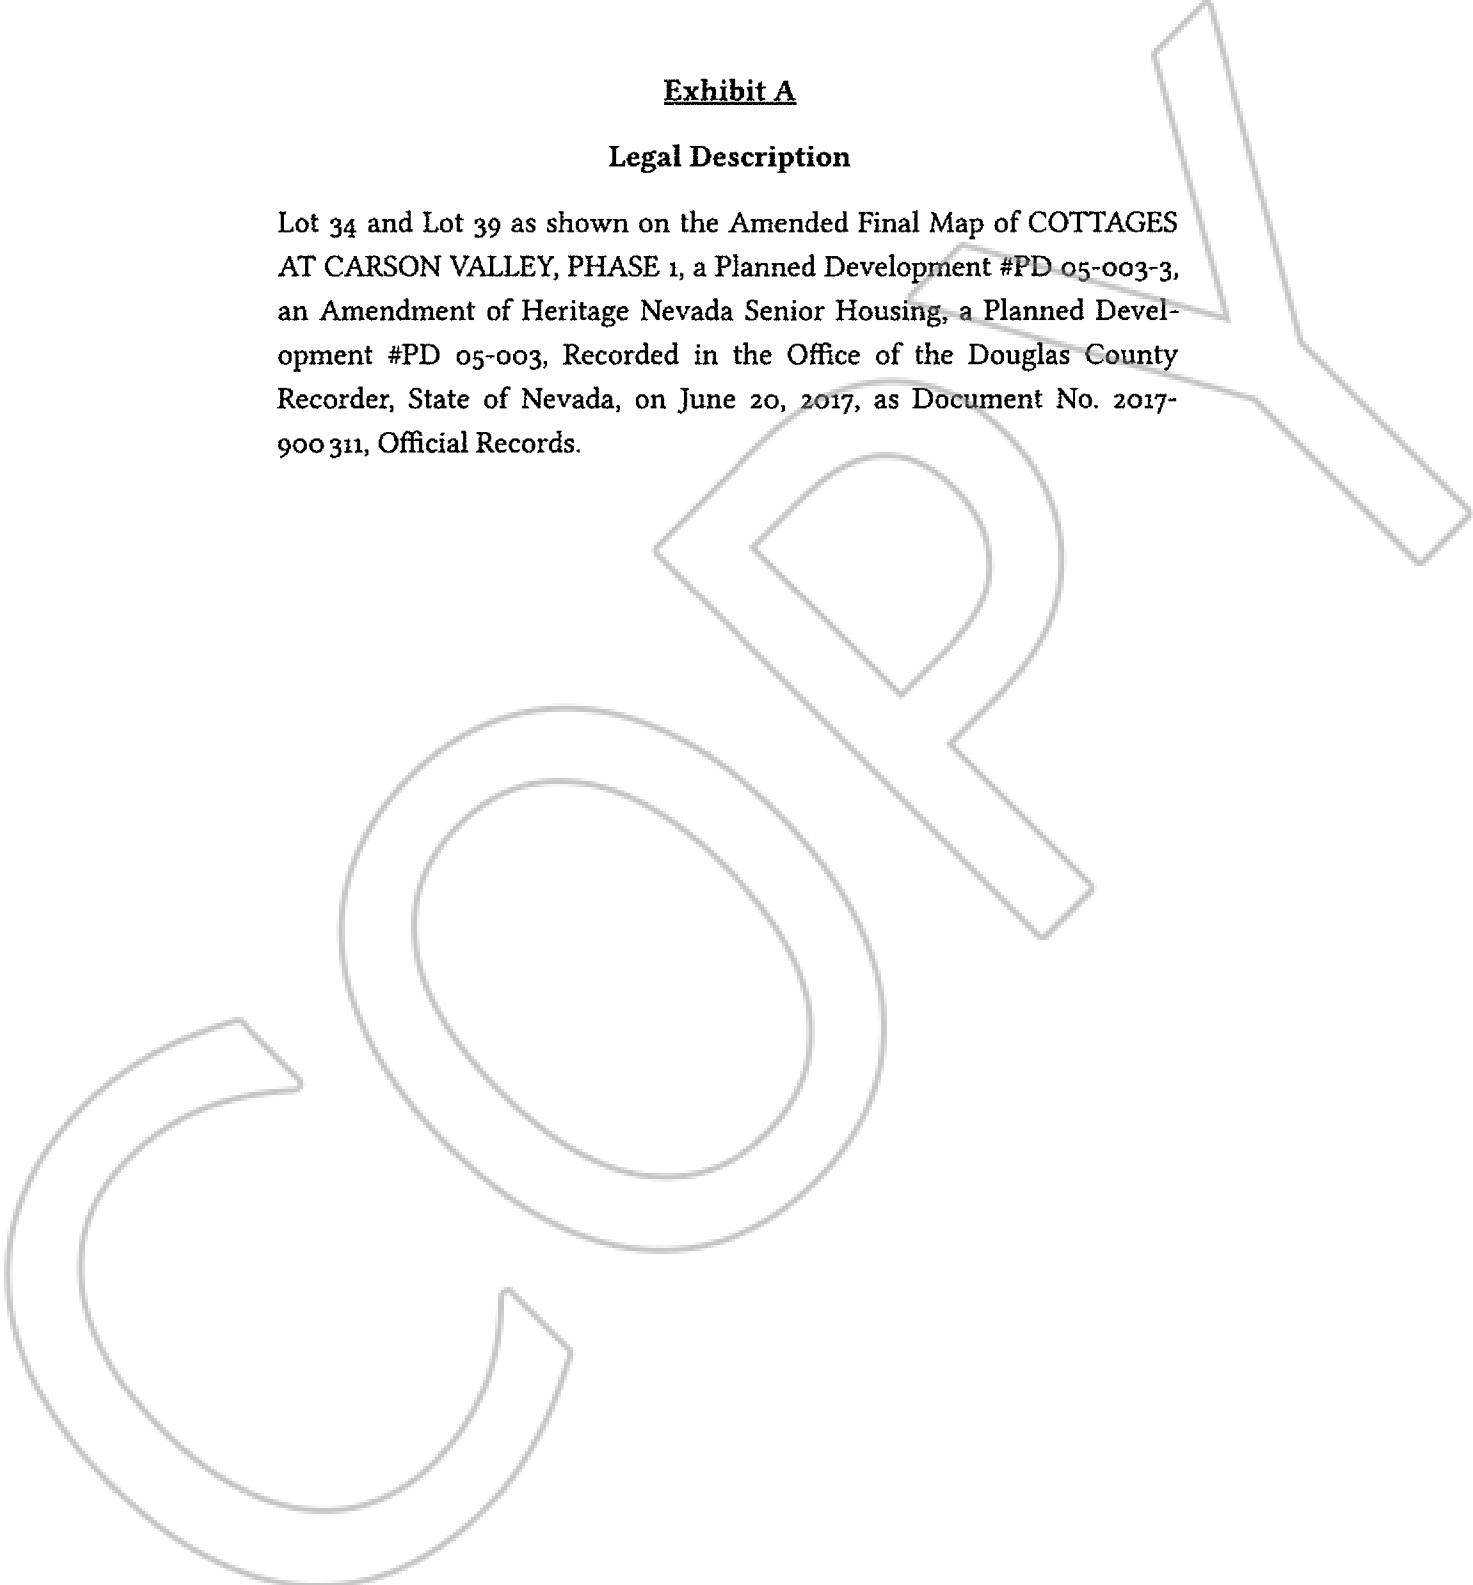 Exhibit A
Legal Description
Lot 34 and Lot 39 as shown on the Amended Final Map of COTTAGES
AT CARSON VALLEY, PHASE 1, a Planned Development #PD 05-003-3,
an Amendment of Heritage Nevada Senior Housing, a Planned Devel-
opment #PD 05-003, Recorded in the Office of the Douglas County
Recorder, State of Nevada, on June 20, 2017, as Document No. 2017-
900311, Official Records.
COPY